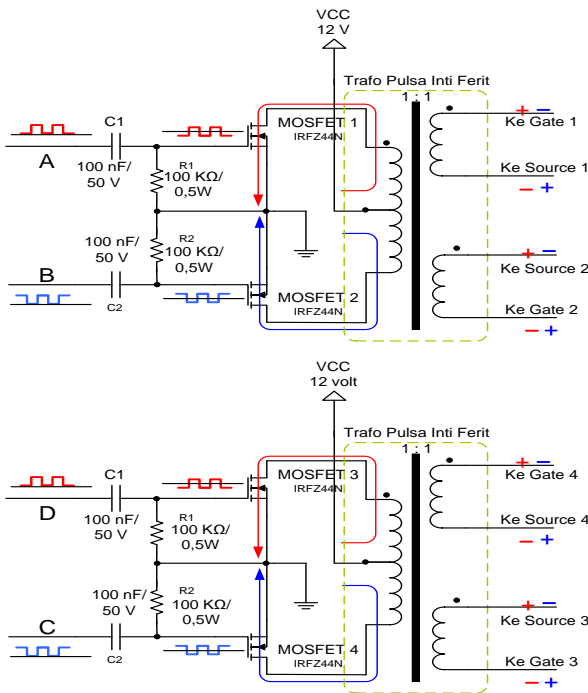 VCC
12 V
Trafo Pulsa Inti Ferit
1 : 1
C1
A
100 nF/
50 V
R1
100 KΩ/
0,5W
MOSFET 1
IRFZ44N
+ –
Ke Gate 1
Ke Source 1
– +
100 nF/
50 V
R2
100 KΩ/
0,5W
B
C2
MOSFET 2
IRFZ44N
+ –
Ke Source 2
Ke Gate 2
– +
VCC
12 volt
Trafo Pulsa Inti Ferit
1 : 1
C1
D
100 nF/
50 V
R1
100 KΩ/
0,5W
MOSFET 3
IRFZ44N
+ –
Ke Gate 4
Ke Source 4
– +
100 nF/
50 V
R2
100 KΩ/
0,5W
C
C2
MOSFET 4
IRFZ44N
+ –
Ke Source 3
Ke Gate 3
– +